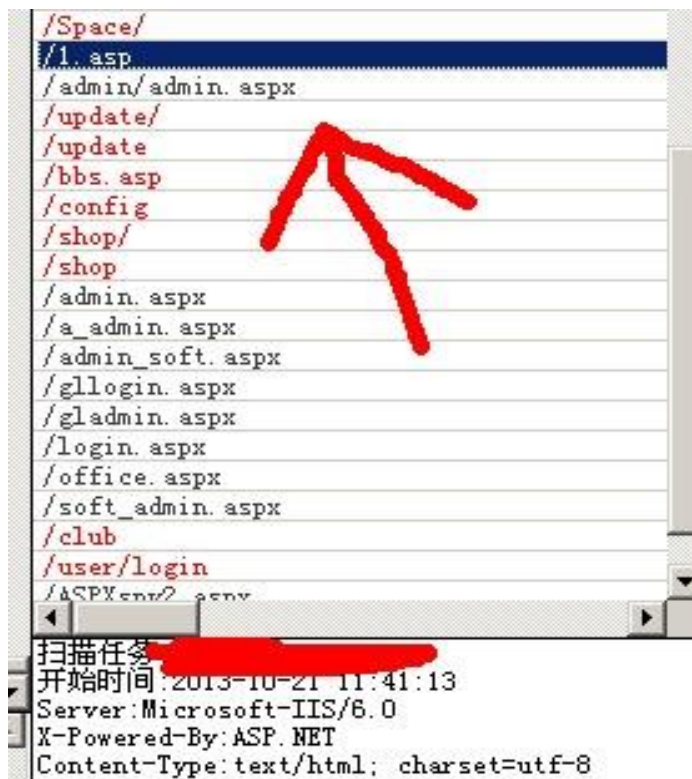 /Space/
/1.asp
/admin/admin.aspx
/update/
/update
/bbs.asp
/config
/shop/
/shop
/admin.aspx
/a_admin.aspx
/admin_soft.aspx
/gllogin.aspx
/gladmin.aspx
/login.aspx
/office.aspx
/soft_admin.aspx
/club
/user/login
/ASPXspy2.aspx
扫描任务
开始时间:2013-10-21 11:41:13
Server:Microsoft-IIS/6.0
X-Powered-By:ASP.NET
Content-Type:text/html; charset=utf-8